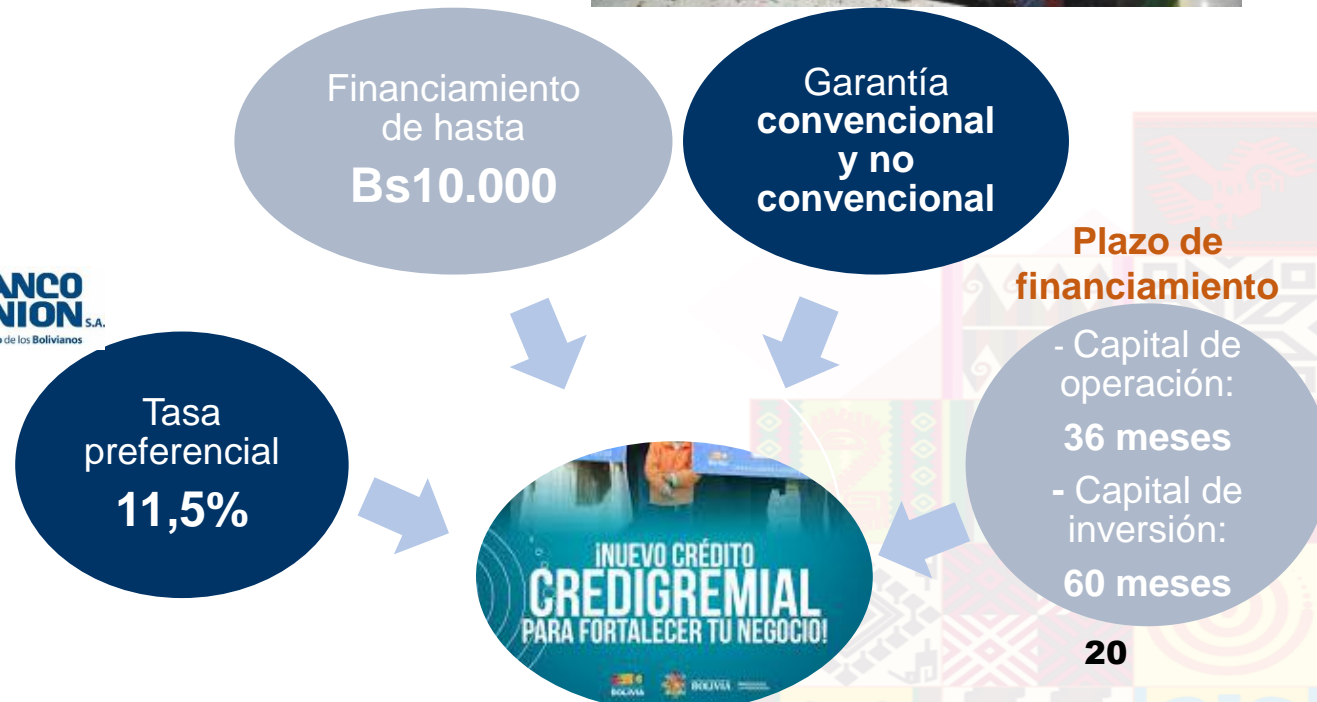 Financiamiento
de hasta
Bs10.000
Garantía
convencional
y no
convencional
Plazo de
financiamiento
- Capital de
operación:
36 meses
- Capital de
inversión:
60 meses
ANCO
NION S.A.
de los Bolivianos
Tasa
preferencial
11,5%
¡NUEVO CRÉDITO
CREDIGREMIAL
PARA FORTALECER TU NEGOCIO!
BOLIVIA
BOLIVIA
20